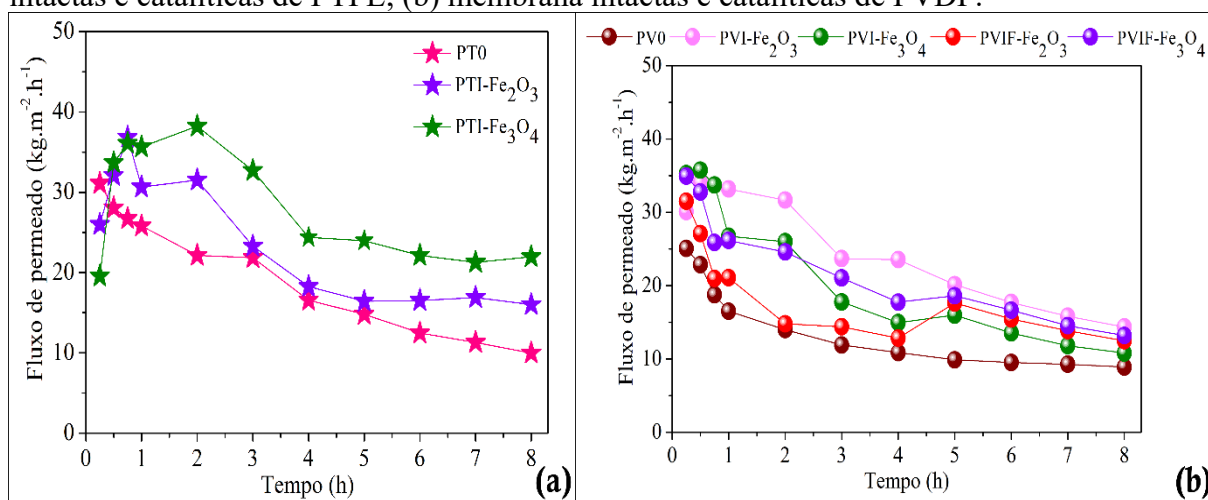 intactas e catalíticas de PTFE; (b) membrana intactas e catalíticas de PVDF.
50
40
30
20
10
0
Fluxo de permeado (kg.m⁻².h⁻¹)
PT0
PTI-Fe₂O₃
PTI-Fe₃O₄
0 1 2 3 4 5 6 7 8
Tempo (h)
(a)
PV0 PVI-Fe₂O₃ PVI-Fe₃O₄ PVIF-Fe₂O₃ PVIF-Fe₃O₄
50
40
30
20
10
0
Fluxo de permeado (kg.m⁻².h⁻¹)
0 1 2 3 4 5 6 7 8
Tempo (h)
(b)